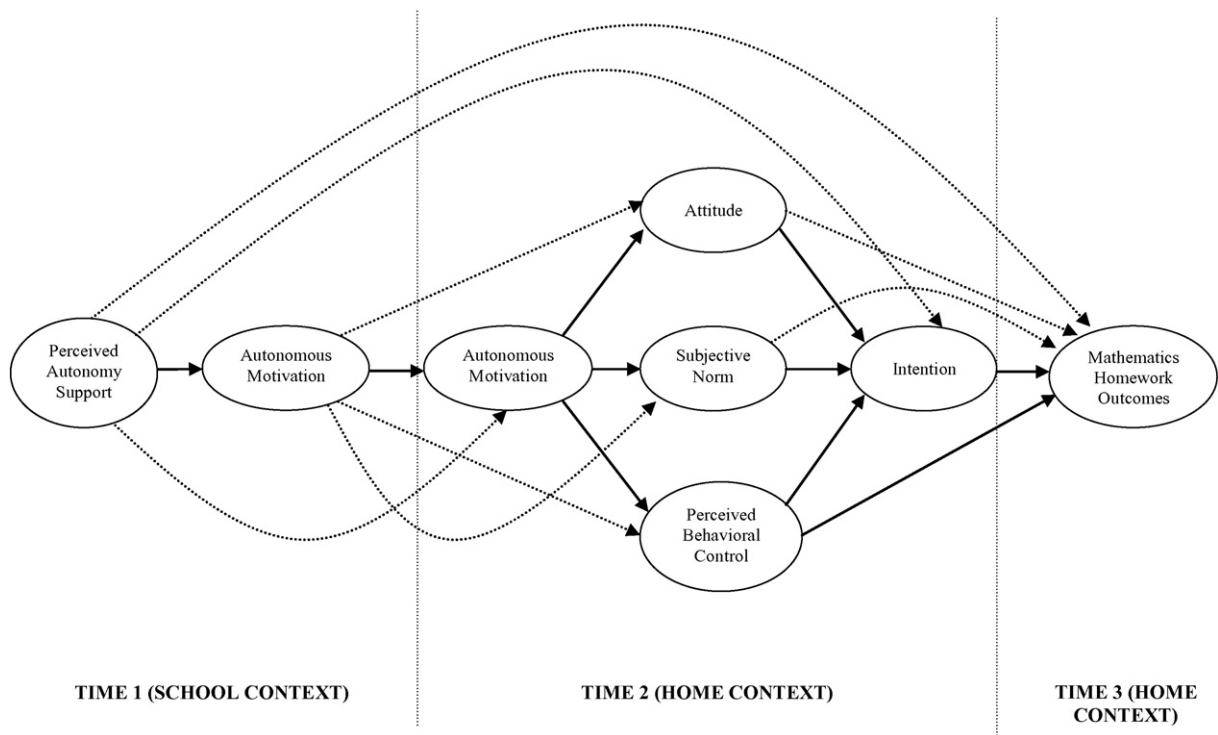 Attitude
Perceived
Autonomy
Support
Autonomous
Motivation
Autonomous
Motivation
Subjective
Norm
Intention
Mathematics
Homework
Outcomes
Perceived
Behavioral
Control
TIME 1 (SCHOOL CONTEXT)
TIME 2 (HOME CONTEXT)
TIME 3 (HOME
CONTEXT)